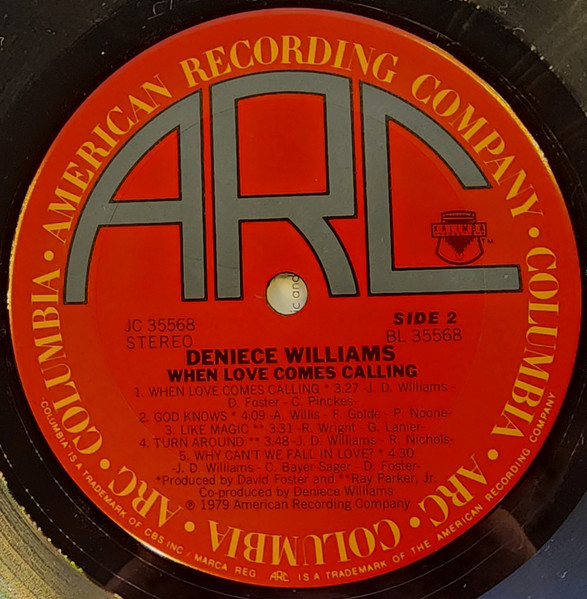 COLUMBIA • AMERICAN RECORDING COMPANY • COLUMBIA • ARC • COLUMBIA • ARC •
ARC
KALIMBA
TM
JC 35568
STEREO
SIDE 2
BL 35568
DENIECE WILLIAMS
WHEN LOVE COMES CALLING
1. WHEN LOVE COMES CALLING * 3:27 -J. D. Williams-
D. Foster - C. Pinckes-
2. GOD KNOWS * 4:09 -A. Willis - F. Golde - P. Noone-
3. LIKE MAGIC ** 3:31 -R. Wright - G. Lanier-
4. TURN AROUND ** 3:48 -J. D. Williams - R. Nichols-
5. WHY CAN'T WE FALL IN LOVE? * 4:30
-J. D. Williams - C. Bayer-Sager - D. Foster-
*Produced by David Foster and **Ray Parker, Jr.
Co-produced by Deniece Williams
℗ 1979 American Recording Company
"COLUMBIA" IS A TRADEMARK OF CBS INC / MARCA REG ARC IS A TRADEMARK OF THE AMERICAN RECORDING COMPANY
ic and